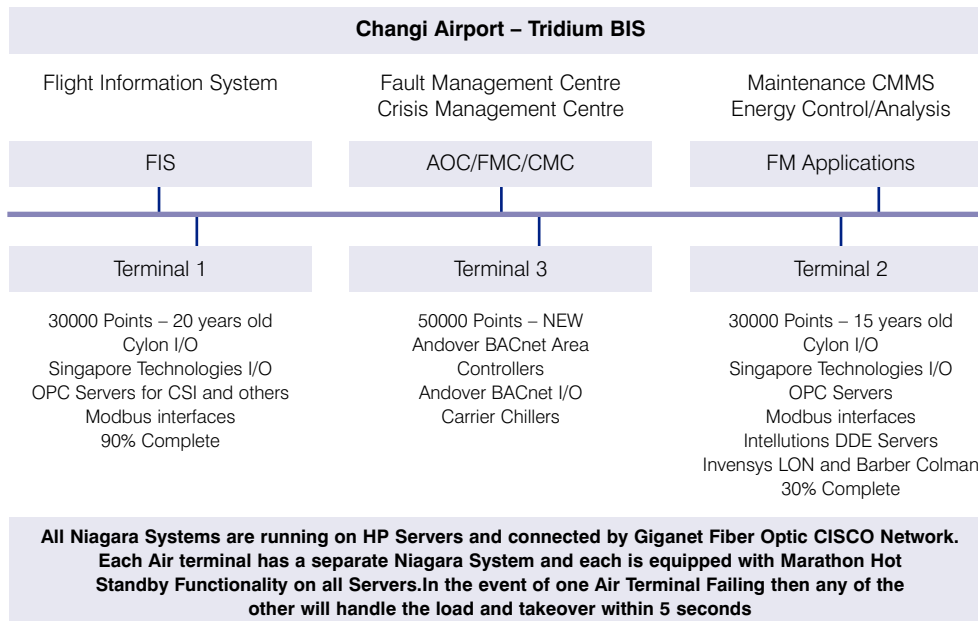 Changi Airport – Tridium BIS
Flight Information System
Fault Management Centre
Crisis Management Centre
Maintenance CMMS
Energy Control/Analysis
FIS
AOC/FMC/CMC
FM Applications
Terminal 1
Terminal 3
Terminal 2
30000 Points – 20 years old
Cylon I/O
Singapore Technologies I/O
OPC Servers for CSI and others
Modbus interfaces
90% Complete
50000 Points – NEW
Andover BACnet Area
Controllers
Andover BACnet I/O
Carrier Chillers
30000 Points – 15 years old
Cylon I/O
Singapore Technologies I/O
OPC Servers
Modbus interfaces
Intellutions DDE Servers
Invensys LON and Barber Colman
30% Complete
All Niagara Systems are running on HP Servers and connected by Giganet Fiber Optic CISCO Network.
Each Air terminal has a separate Niagara System and each is equipped with Marathon Hot
Standby Functionality on all Servers.In the event of one Air Terminal Failing then any of the
other will handle the load and takeover within 5 seconds